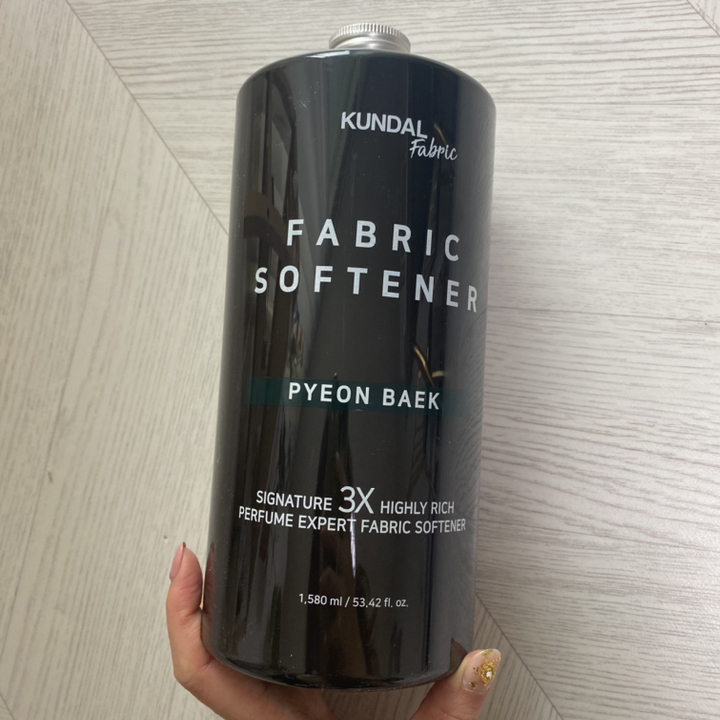 KUNDAL
Fabric
FABRIC
SOFTENER
PYEON BAEK
SIGNATURE 3X HIGHLY RICH
PERFUME EXPERT FABRIC SOFTENER
1,580 ml / 53.42 fl. oz.